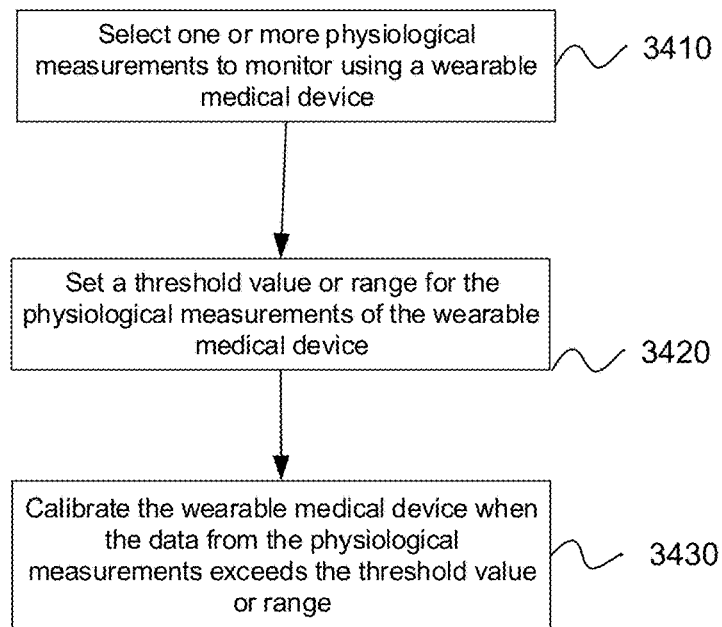 Select one or more physiological
measurements to monitor using a wearable
medical device
3410
Set a threshold value or range for the
physiological measurements of the wearable
medical device
3420
Calibrate the wearable medical device when
the data from the physiological
measurements exceeds the threshold value
or range
3430